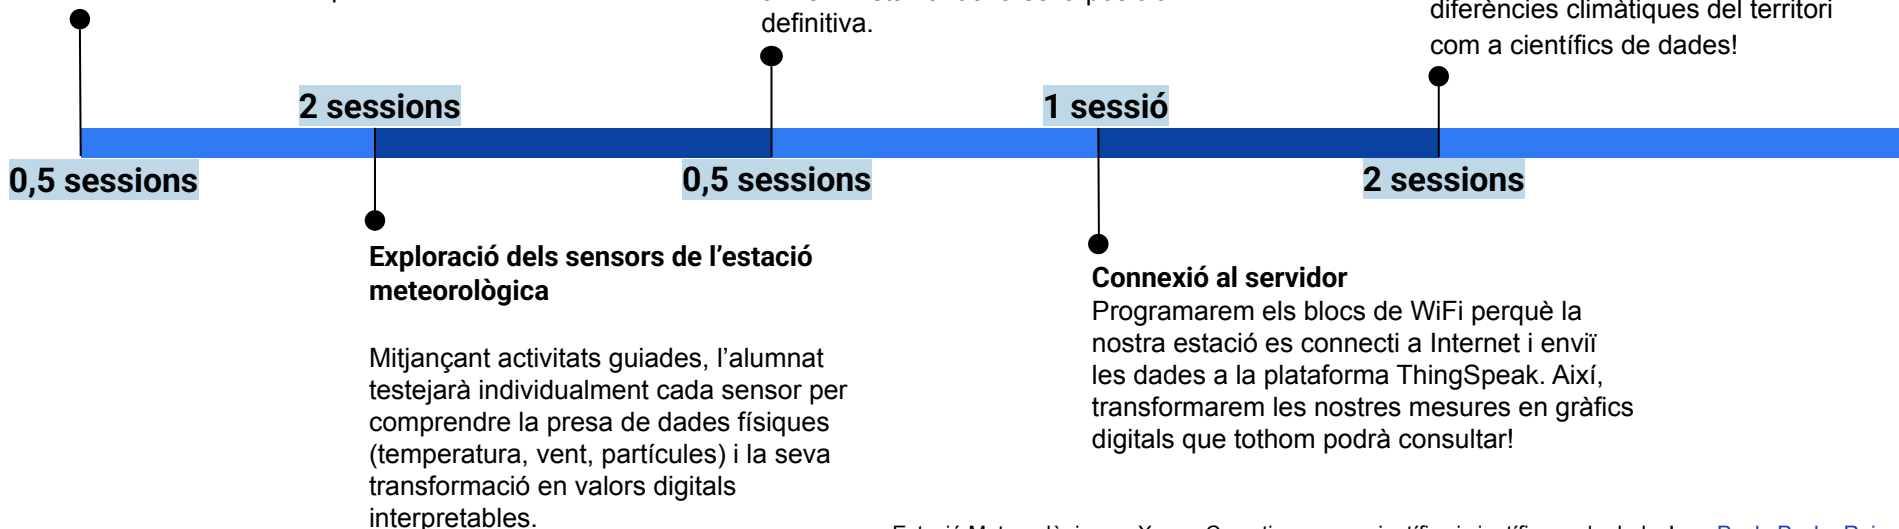 definitiva.
diferències climàtiques del territori
com a científics de dades!
2 sessions
1 sessió
0,5 sessions
0,5 sessions
2 sessions
Exploració dels sensors de l'estació
meteorològica
Mitjançant activitats guiades, l'alumnat
testejarà individualment cada sensor per
comprendre la presa de dades físiques
(temperatura, vent, partícules) i la seva
transformació en valors digitals
interpretables.
Connexió al servidor
Programarem els blocs de WiFi perquè la
nostra estació es connecti a Internet i enviï
les dades a la plataforma ThingSpeak. Així,
transformarem les nostres mesures en gràfics
digitals que tothom podrà consultar!